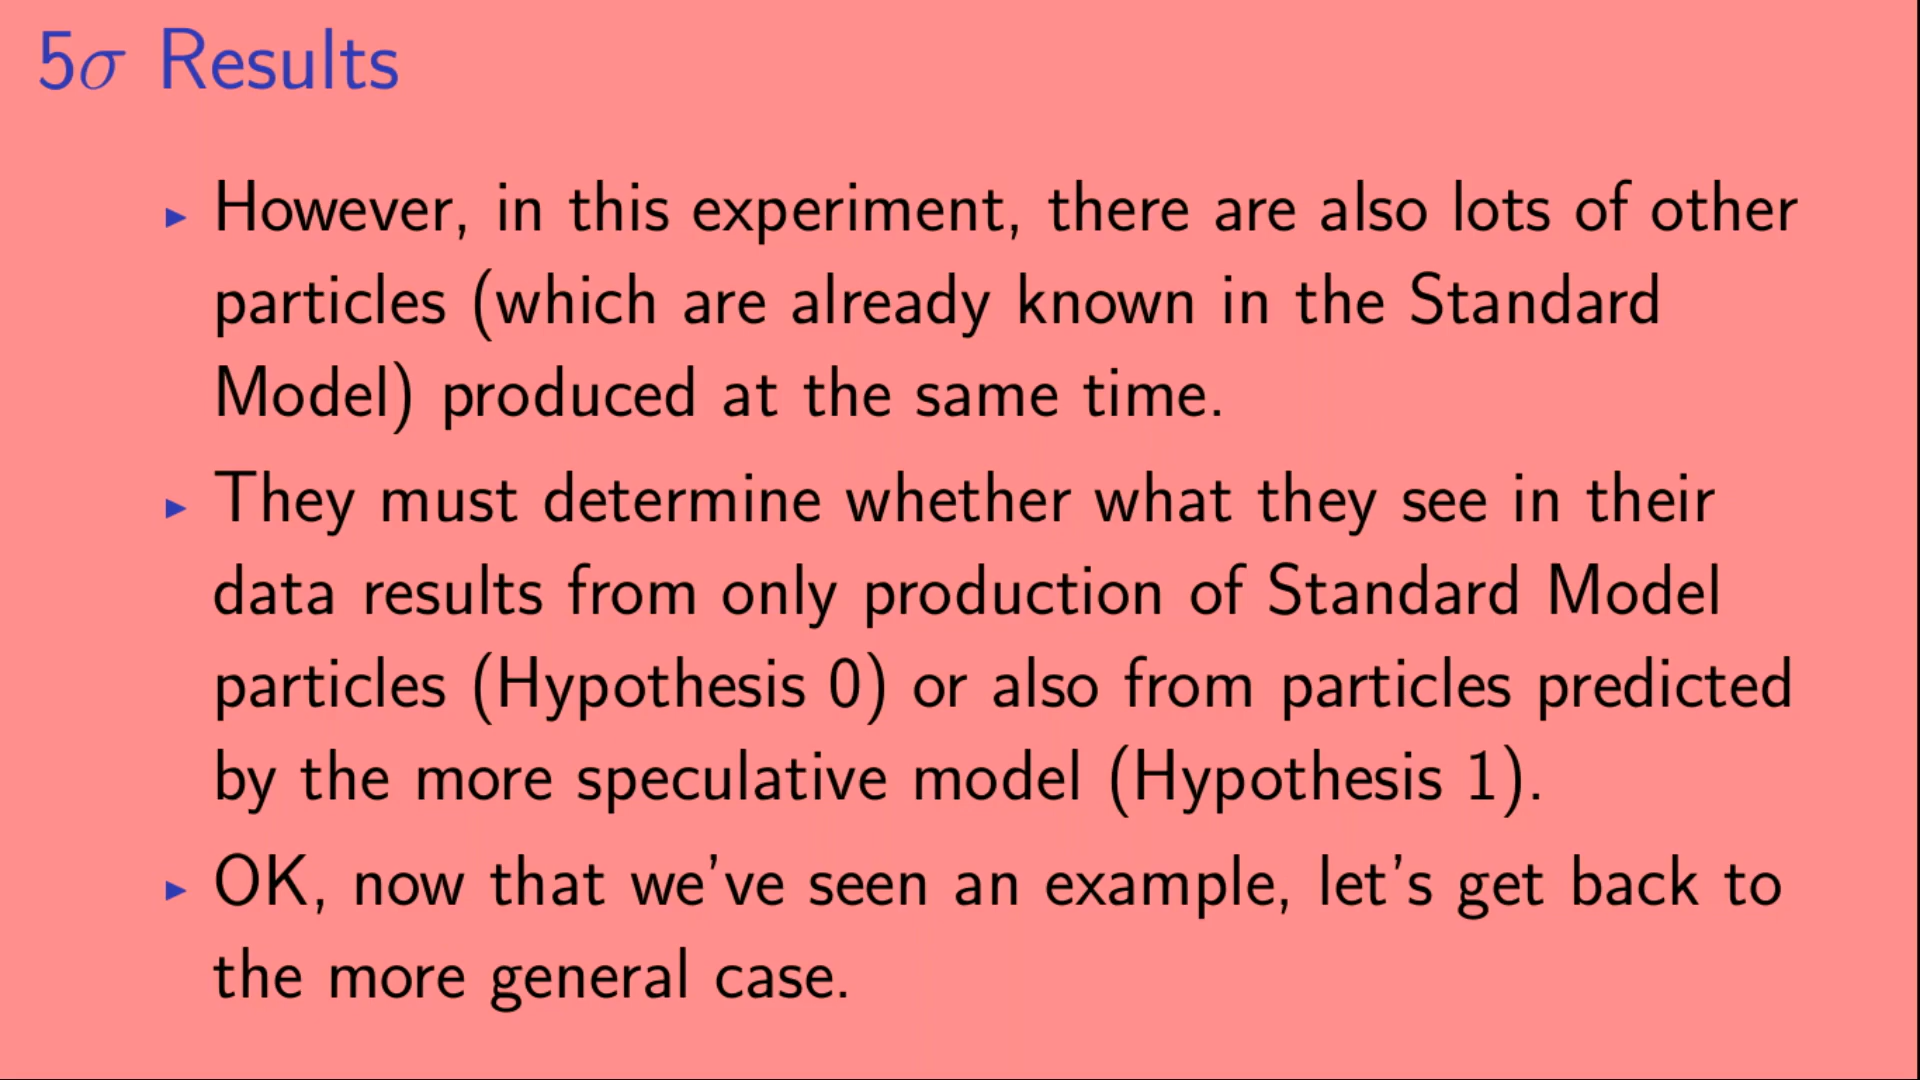 5σ Results
▸ However, in this experiment, there are also lots of other
particles (which are already known in the Standard
Model) produced at the same time.
▸ They must determine whether what they see in their
data results from only production of Standard Model
particles (Hypothesis 0) or also from particles predicted
by the more speculative model (Hypothesis 1).
▸ OK, now that we've seen an example, let's get back to
the more general case.